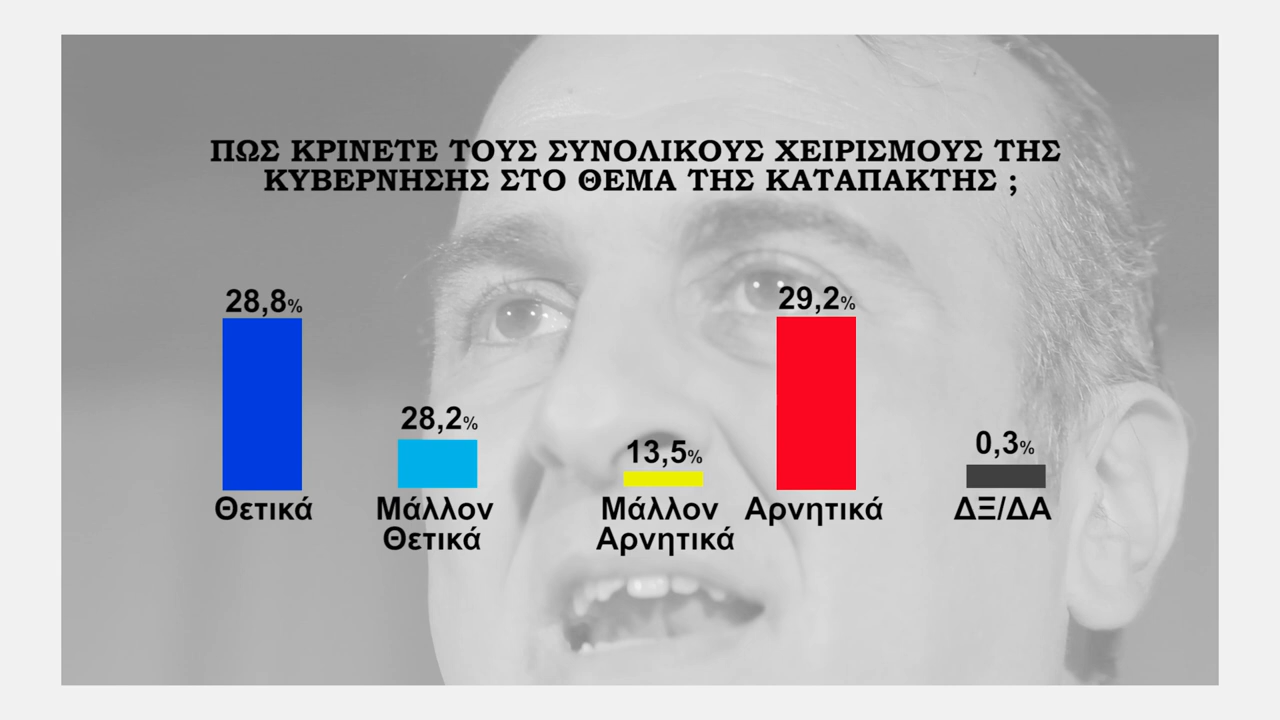 ΠΩΣ ΚΡΙΝΕΤΕ ΤΟΥΣ ΣΥΝΟΛΙΚΟΥΣ ΧΕΙΡΙΣΜΟΥΣ ΤΗΣ
ΚΥΒΕΡΝΗΣΗΣ ΣΤΟ ΘΕΜΑ ΤΗΣ ΚΑΤΑΠΑΚΤΗΣ ;
28,8%
28,2%
13,5%
29,2%
0,3%
Θετικά
Μάλλον
Θετικά
Μάλλον
Αρνητικά
Αρνητικά
ΔΞ/ΔΑ